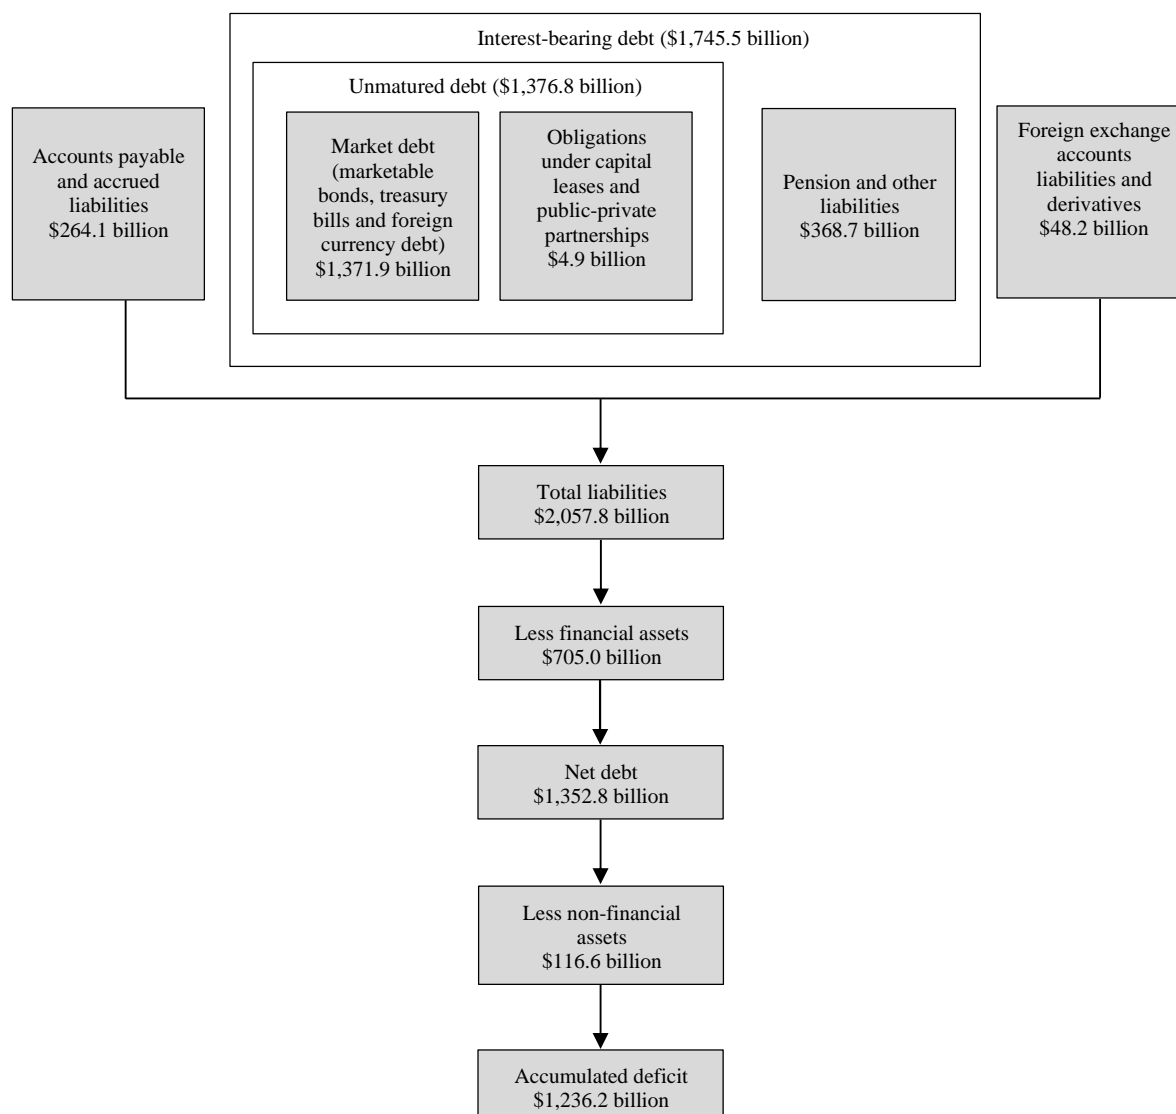 Interest-bearing debt ($1,745.5 billion)
Unmatured debt ($1,376.8 billion)
Accounts payable
and accrued
liabilities
$264.1 billion
Market debt
(marketable
bonds, treasury
bills and foreign
currency debt)
$1,371.9 billion
Obligations
under capital
leases and
public-private
partnerships
$4.9 billion
Pension and other
liabilities
$368.7 billion
Foreign exchange
accounts
liabilities and
derivatives
$48.2 billion
Total liabilities
$2,057.8 billion
Less financial assets
$705.0 billion
Net debt
$1,352.8 billion
Less non-financial
assets
$116.6 billion
Accumulated deficit
$1,236.2 billion